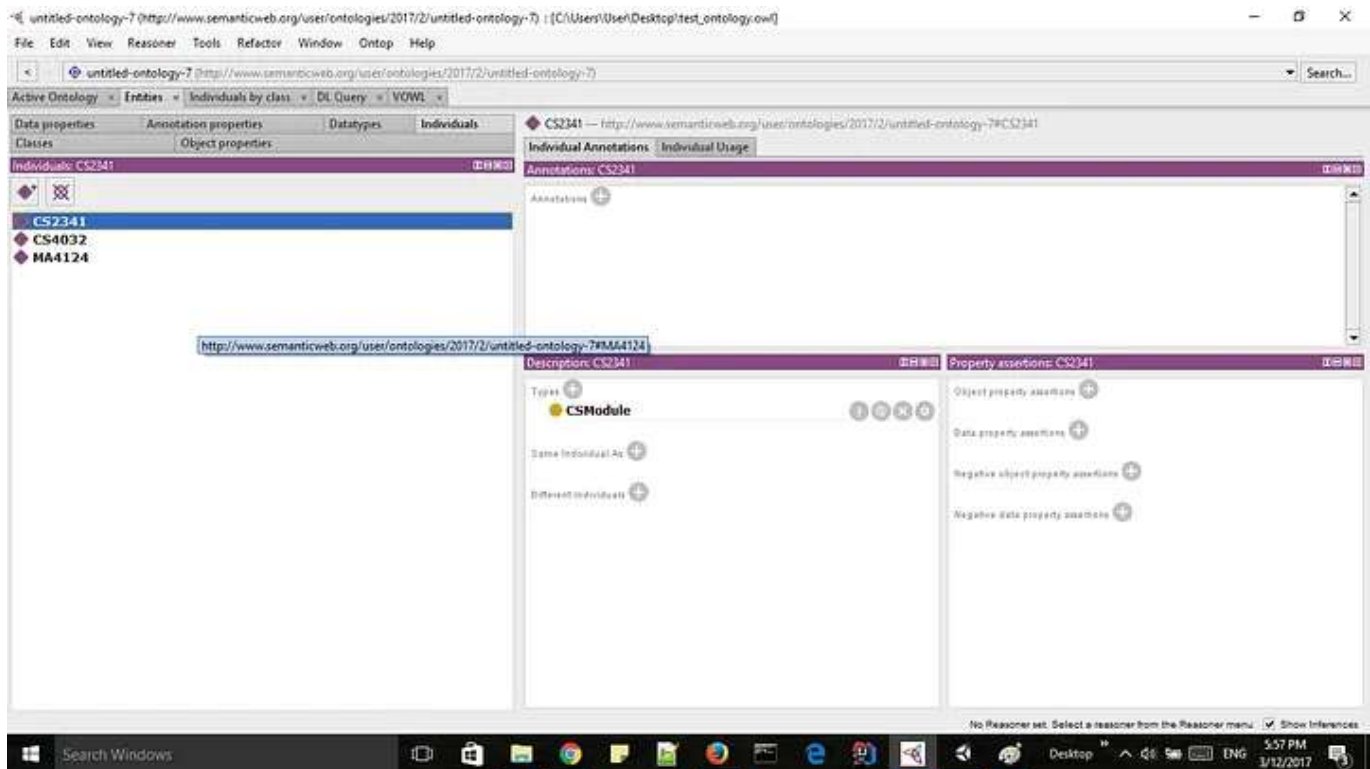 untitled-ontology-7 (http://www.semanticweb.org/user/ontologies/2017/2/untitled-ontology-7) : [C:\Users\User\Desktop\test_ontology.owl]
File Edit View Reasoner Tools Refactor Window Ontop Help
< untitled-ontology-7 (http://www.semanticweb.org/user/ontologies/2017/2/untitled-ontology-7) Search...
Active Ontology × Entities × Individuals by class × DL Query × VOWL ×
Data properties Annotation properties Datatypes Individuals
Classes Object properties
Individuals: CS2341
CS2341
CS4032
MA4124
http://www.semanticweb.org/user/ontologies/2017/2/untitled-ontology-7#MA4124
CS2341 — http://www.semanticweb.org/user/ontologies/2017/2/untitled-ontology-7#CS2341
Individual Annotations Individual Usage
Annotations: CS2341
Annotations
Description: CS2341
Types
CSModule
Same Individual As
Different Individuals
Property assertions: CS2341
Object property assertions
Data property assertions
Negative object property assertions
Negative data property assertions
No Reasoner set. Select a reasoner from the Reasoner menu Show Inferences
Search Windows
Desktop
ENG
5:57 PM
3/12/2017